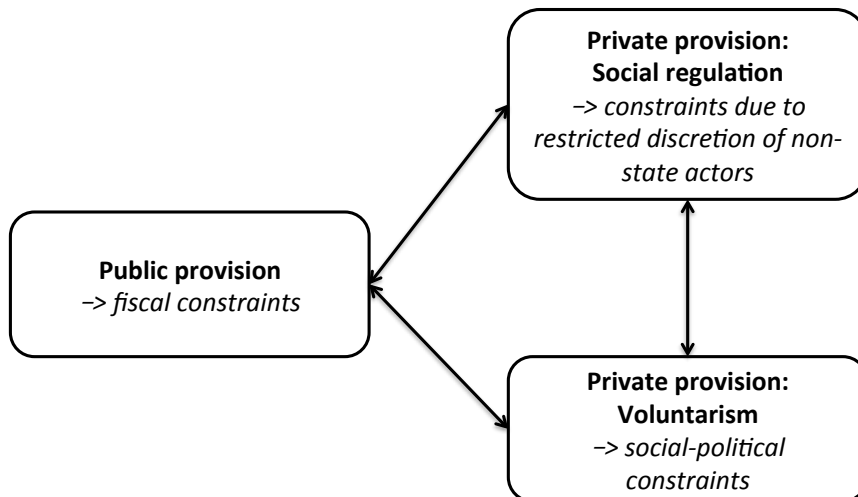 Private provision:
Social regulation
–> constraints due to
restricted discretion of non-
state actors
Public provision
–> fiscal constraints
Private provision:
Voluntarism
–> social-political
constraints